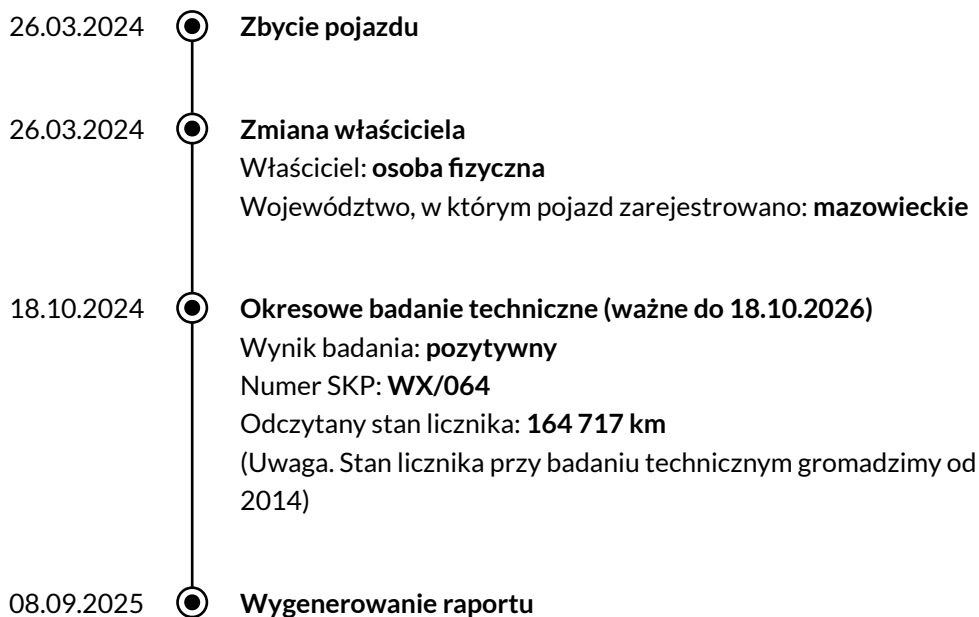 26.03.2024 Zbycie pojazdu
26.03.2024 Zmiana właściciela
Właściciel: osoba fizyczna
Województwo, w którym pojazd zarejestrowano: mazowieckie
18.10.2024 Okresowe badanie techniczne (ważne do 18.10.2026)
Wynik badania: pozytywny
Numer SKP: WX/064
Odczytany stan licznika: 164 717 km
(Uwaga. Stan licznika przy badaniu technicznym gromadzimy od
2014)
08.09.2025 Wygenerowanie raportu